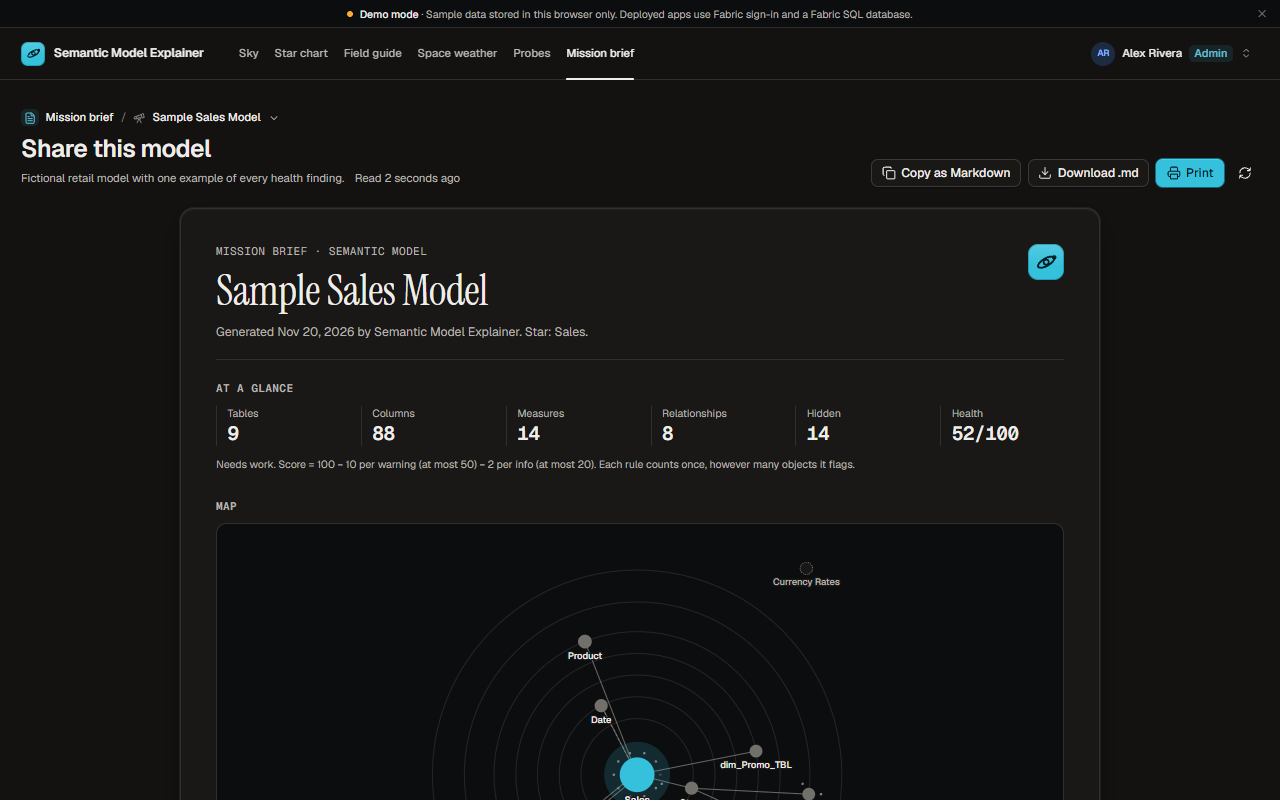 Demo mode · Sample data stored in this browser only. Deployed apps use Fabric sign-in and a Fabric SQL database.
Semantic Model Explainer
Sky
Star chart
Field guide
Space weather
Probes
Mission brief
AR
Alex Rivera
Admin
Mission brief / Sample Sales Model
Share this model
Fictional retail model with one example of every health finding. Read 2 seconds ago
Copy as Markdown
Download .md
Print
MISSION BRIEF · SEMANTIC MODEL
Sample Sales Model
Generated Nov 20, 2026 by Semantic Model Explainer. Star: Sales.
AT A GLANCE
Tables
9
Columns
88
Measures
14
Relationships
8
Hidden
14
Health
52/100
Needs work. Score = 100 − 10 per warning (at most 50) − 2 per info (at most 20). Each rule counts once, however many objects it flags.
MAP
Currency Rates
Product
Date
dim_Promo_TBL
Sales